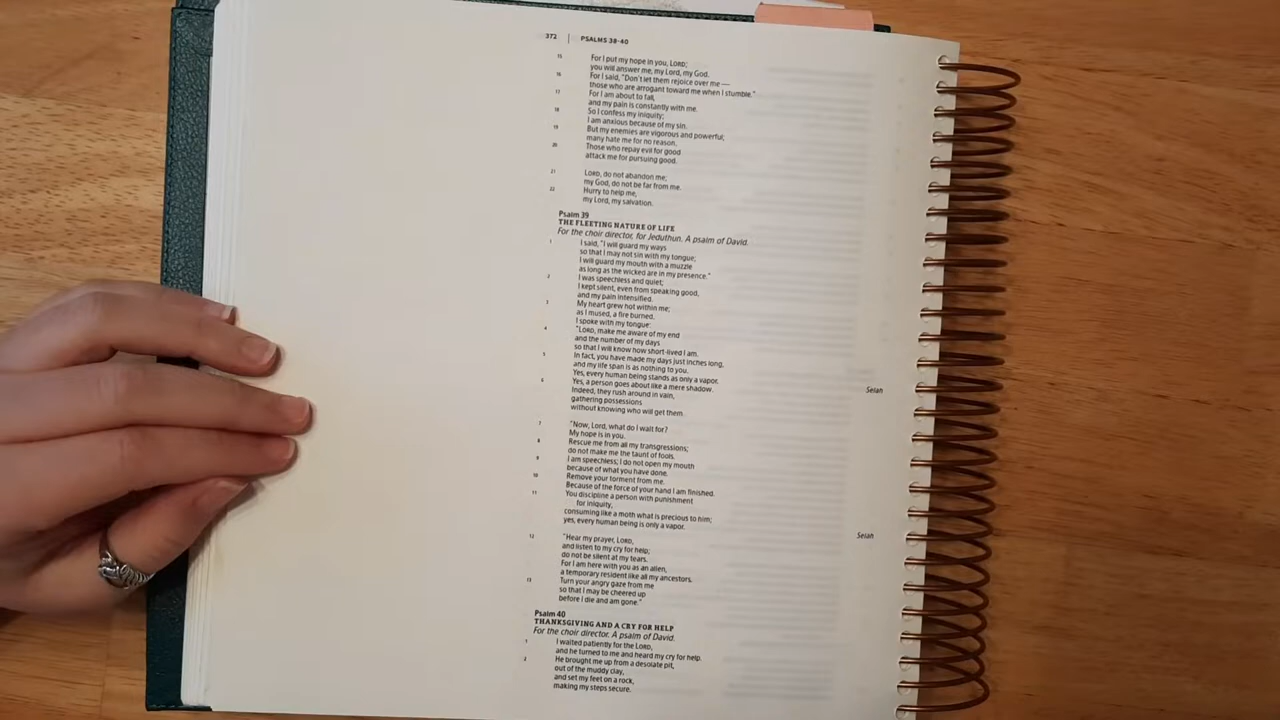 372 | PSALMS 38-40
15 For I put my hope in you, LORD;
you will answer me, my Lord, my God.
16 For I said, "Don't let them rejoice over me —
those who are arrogant toward me when I stumble."
17 For I am about to fall,
and my pain is constantly with me.
18 So I confess my iniquity;
I am anxious because of my sin.
19 But my enemies are vigorous and powerful;
many hate me for no reason.
20 Those who repay evil for good
attack me for pursuing good.
21 LORD, do not abandon me;
my God, do not be far from me.
22 Hurry to help me,
my Lord, my salvation.
Psalm 39
THE FLEETING NATURE OF LIFE
For the choir director, for Jeduthun. A psalm of David.
1 I said, "I will guard my ways
so that I may not sin with my tongue;
I will guard my mouth with a muzzle
as long as the wicked are in my presence."
2 I was speechless and quiet;
I kept silent, even from speaking good,
and my pain intensified.
3 My heart grew hot within me;
as I mused, a fire burned.
I spoke with my tongue:
4 "LORD, make me aware of my end
and the number of my days
so that I will know how short-lived I am.
5 In fact, you have made my days just inches long,
and my life span is as nothing to you.
Yes, every human being stands as only a vapor. Selah
6 Yes, a person goes about like a mere shadow.
Indeed, they rush around in vain,
gathering possessions
without knowing who will get them.
7 "Now, Lord, what do I wait for?
My hope is in you.
8 Rescue me from all my transgressions;
do not make me the taunt of fools.
9 I am speechless; I do not open my mouth
because of what you have done.
10 Remove your torment from me.
Because of the force of your hand I am finished.
11 You discipline a person with punishment
for iniquity,
consuming like a moth what is precious to him;
yes, every human being is only a vapor. Selah
12 "Hear my prayer, LORD,
and listen to my cry for help;
do not be silent at my tears.
For I am here with you as an alien,
a temporary resident like all my ancestors.
13 Turn your angry gaze from me
so that I may be cheered up
before I die and am gone."
Psalm 40
THANKSGIVING AND A CRY FOR HELP
For the choir director. A psalm of David.
1 I waited patiently for the LORD,
and he turned to me and heard my cry for help.
2 He brought me up from a desolate pit,
out of the muddy clay,
and set my feet on a rock,
making my steps secure.